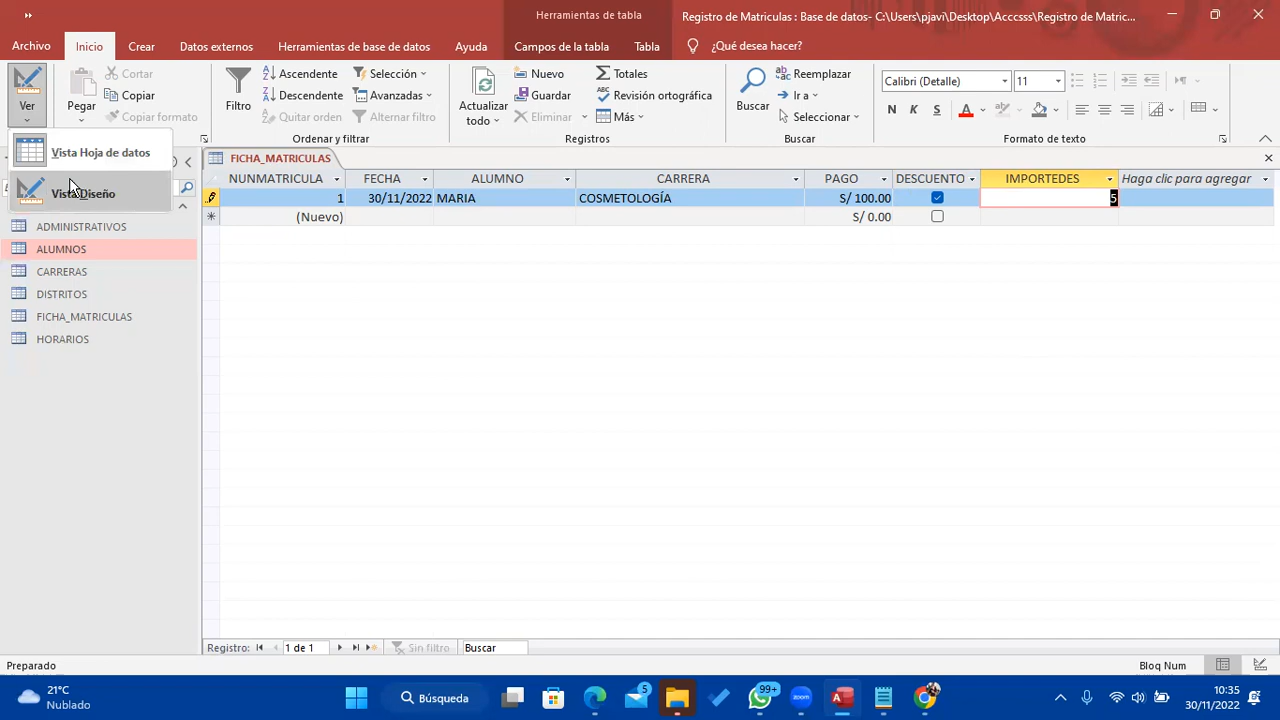 Herramientas de tabla
Registro de Matriculas : Base de datos- C:\Users\pjavi\Desktop\Acccsss\Registro de Matric...
Archivo Inicio Crear Datos externos Herramientas de base de datos Ayuda Campos de la tabla Tabla ¿Qué desea hacer?
Ver
Pegar
Cortar
Copiar
Copiar formato
Filtro
Ascendente
Descendente
Selección
Avanzadas
Alternar filtro
Ordenar y filtrar
Actualizar
todo
Nuevo
Guardar
Eliminar
Totales
Revisión ortográfica
Más
Registros
Buscar
Reemplazar
Ir a
Seleccionar
Buscar
Calibri (Detalle) 11
N K S A
Formato de texto
Vista Hoja de datos
Vista Diseño
ADMINISTRATIVOS
ALUMNOS
CARRERAS
DISTRITOS
FICHA_MATRICULAS
HORARIOS
FICHA_MATRICULAS
NUNMATRICULA FECHA ALUMNO CARRERA PAGO DESCUENTO IMPORTEDES Haga clic para agregar
1 30/11/2022 MARIA COSMETOLOGÍA S/ 100.00 5
(Nuevo) S/ 0.00
Registro: 1 de 1 Sin filtro Buscar
Preparado
Bloq Num
21°C
Nublado
Búsqueda
5
99+
zoom
10:35
30/11/2022